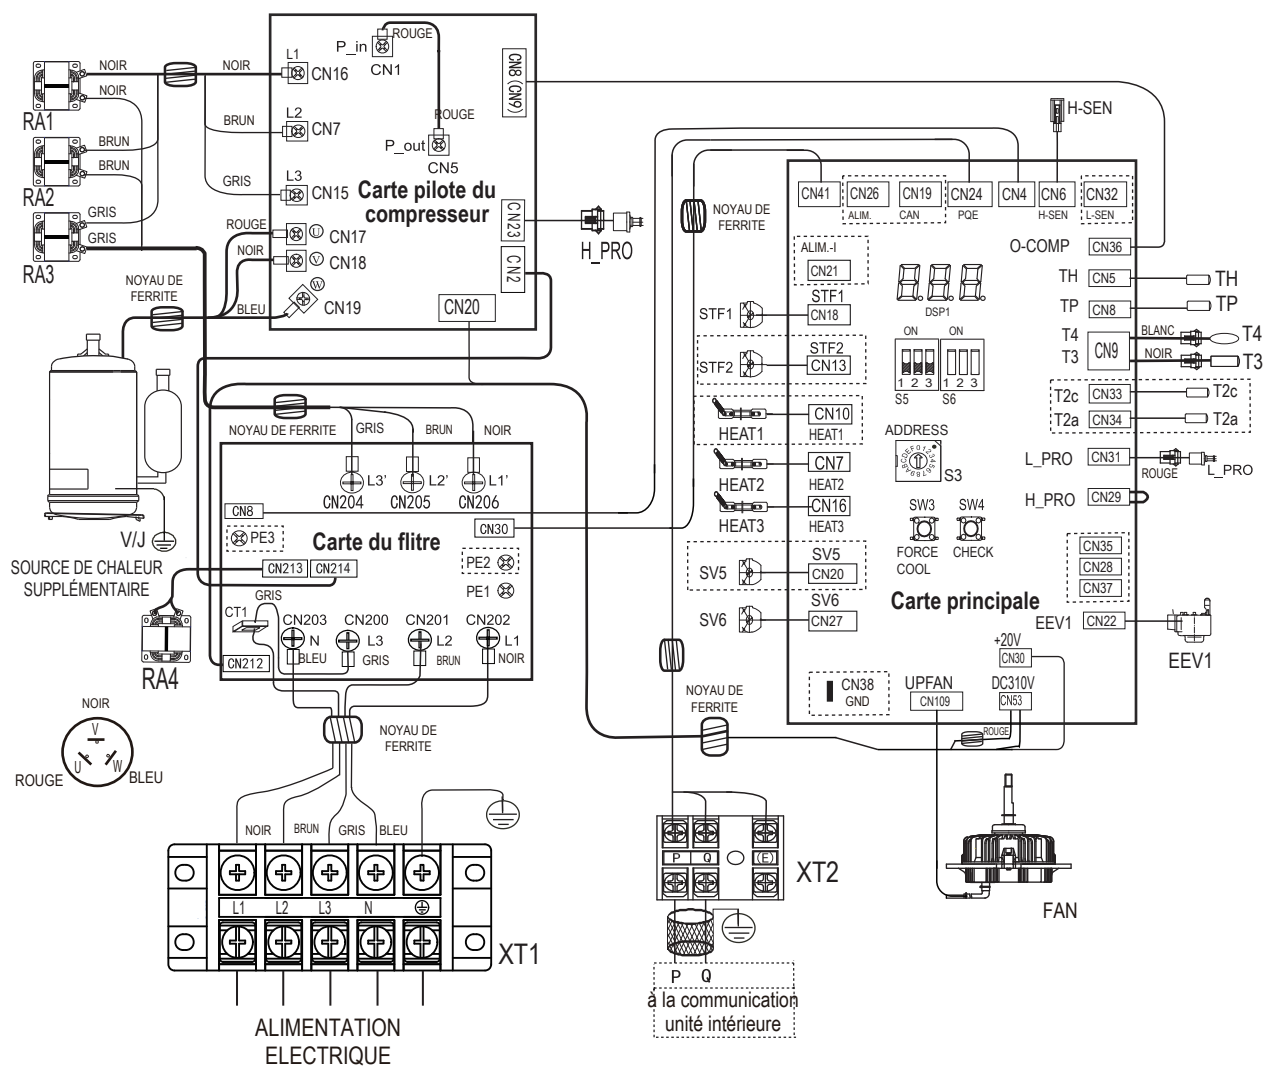 P_in
ROUGE
CN1
ROUGE
P_out
CN5
CN8 (CN9)
L1
CN16
L2
CN7
L3
CN15
Carte pilote du
compresseur
CN23
CN2
CN20
U
CN17
V
CN18
W
CN19
NOIR
NOIR
NOIR
RA1
BRUN
BRUN
BRUN
RA2
GRIS
GRIS
GRIS
RA3
ROUGE
NOIR
BLEU
NOYAU DE
FERRITE
H_PRO
NOYAU DE
FERRITE
H-SEN
CN41
CN26
CN19
CN24
CN4
CN6
CN32
ALIM.
CAN
PQE
H-SEN
L-SEN
O-COMP
CN36
ALIM.-I
CN21
DSP1
TH
CN5
TH
TP
CN8
TP
T4
T3
CN9
BLANC
NOIR
T4
T3
T2c
CN33
T2c
T2a
CN34
T2a
L_PRO
CN31
ROUGE
L_PRO
H_PRO
CN29
STF1
STF1
CN18
STF2
STF2
CN13
HEAT1
CN10
HEAT1
HEAT2
CN7
HEAT2
HEAT3
CN16
HEAT3
SV5
SV5
CN20
SV6
SV6
CN27
ON
ON
1 2 3
1 2 3
S5
S6
ADDRESS
0123456789ABCDEF
S3
SW3
SW4
FORCE
COOL
CHECK
CN35
CN28
CN37
Carte principale
EEV1
CN22
EEV1
+20V
CN30
CN38
GND
UPFAN
CN109
DC310V
CN53
ROUGE
FAN
NOYAU DE FERRITE
GRIS
BRUN
NOIR
L3'
CN204
L2'
CN205
L1'
CN206
CN8
CN30
PE3
Carte du flitre
PE2
PE1
CN213
CN214
GRIS
CT1
CN203
N
CN200
L3
CN201
L2
CN202
L1
BLEU
GRIS
BRUN
NOIR
CN212
V/J
SOURCE DE CHALEUR
SUPPLÉMENTAIRE
RA4
NOIR
V
U
W
ROUGE
BLEU
NOYAU DE
FERRITE
NOIR
BRUN
GRIS
BLEU
L1
L2
L3
N
XT1
ALIMENTATION
ELECTRIQUE
NOYAU DE
FERRITE
P
Q
(E)
XT2
P
Q
à la communication
unité intérieure